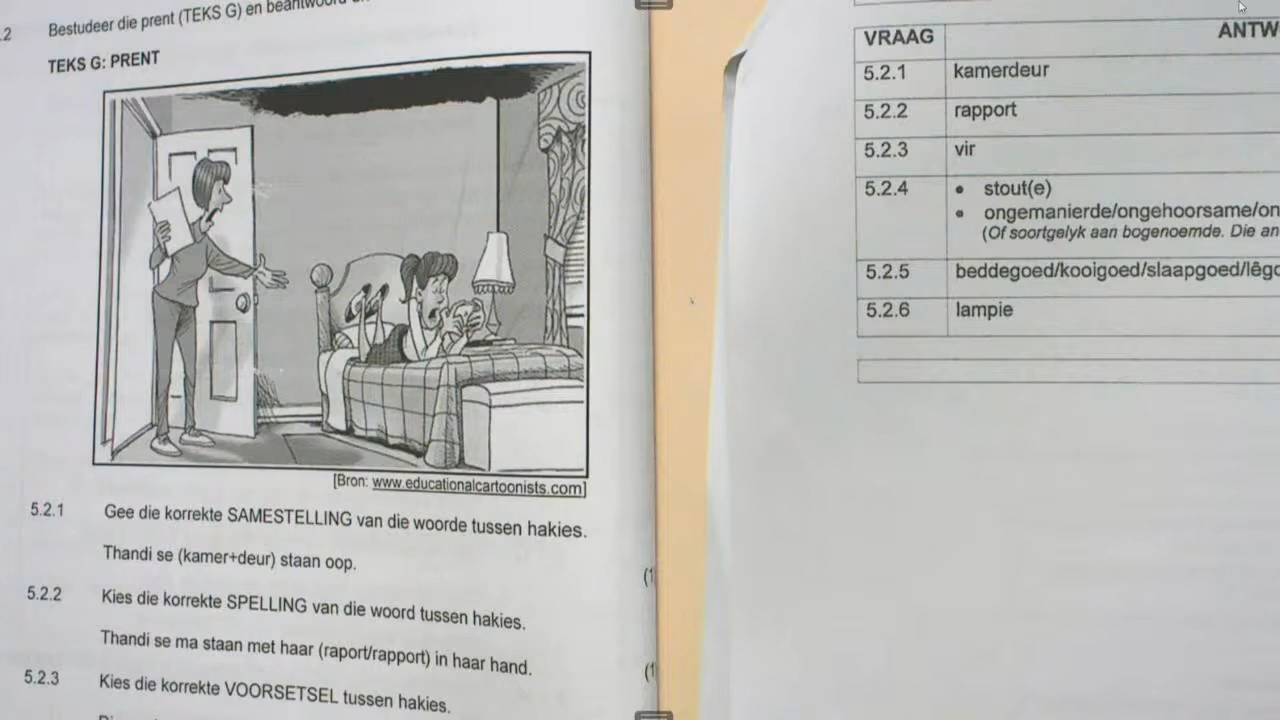 .2 Bestudeer die prent (TEKS G) en
TEKS G: PRENT
[Bron: www.educationalcartoonists.com]
5.2.1 Gee die korrekte SAMESTELLING van die woorde tussen hakies.
Thandi se (kamer+deur) staan oop.
(1
5.2.2 Kies die korrekte SPELLING van die woord tussen hakies.
Thandi se ma staan met haar (raport/rapport) in haar hand.
(1
5.2.3 Kies die korrekte VOORSETSEL tussen hakies.
VRAAG ANTW
5.2.1 kamerdeur
5.2.2 rapport
5.2.3 vir
5.2.4 • stout(e)
• ongemanierde/ongehoorsame/on
(Of soortgelyk aan bogenoemde. Die an
5.2.5 beddegoed/kooigoed/slaapgoed/lêgo
5.2.6 lampie